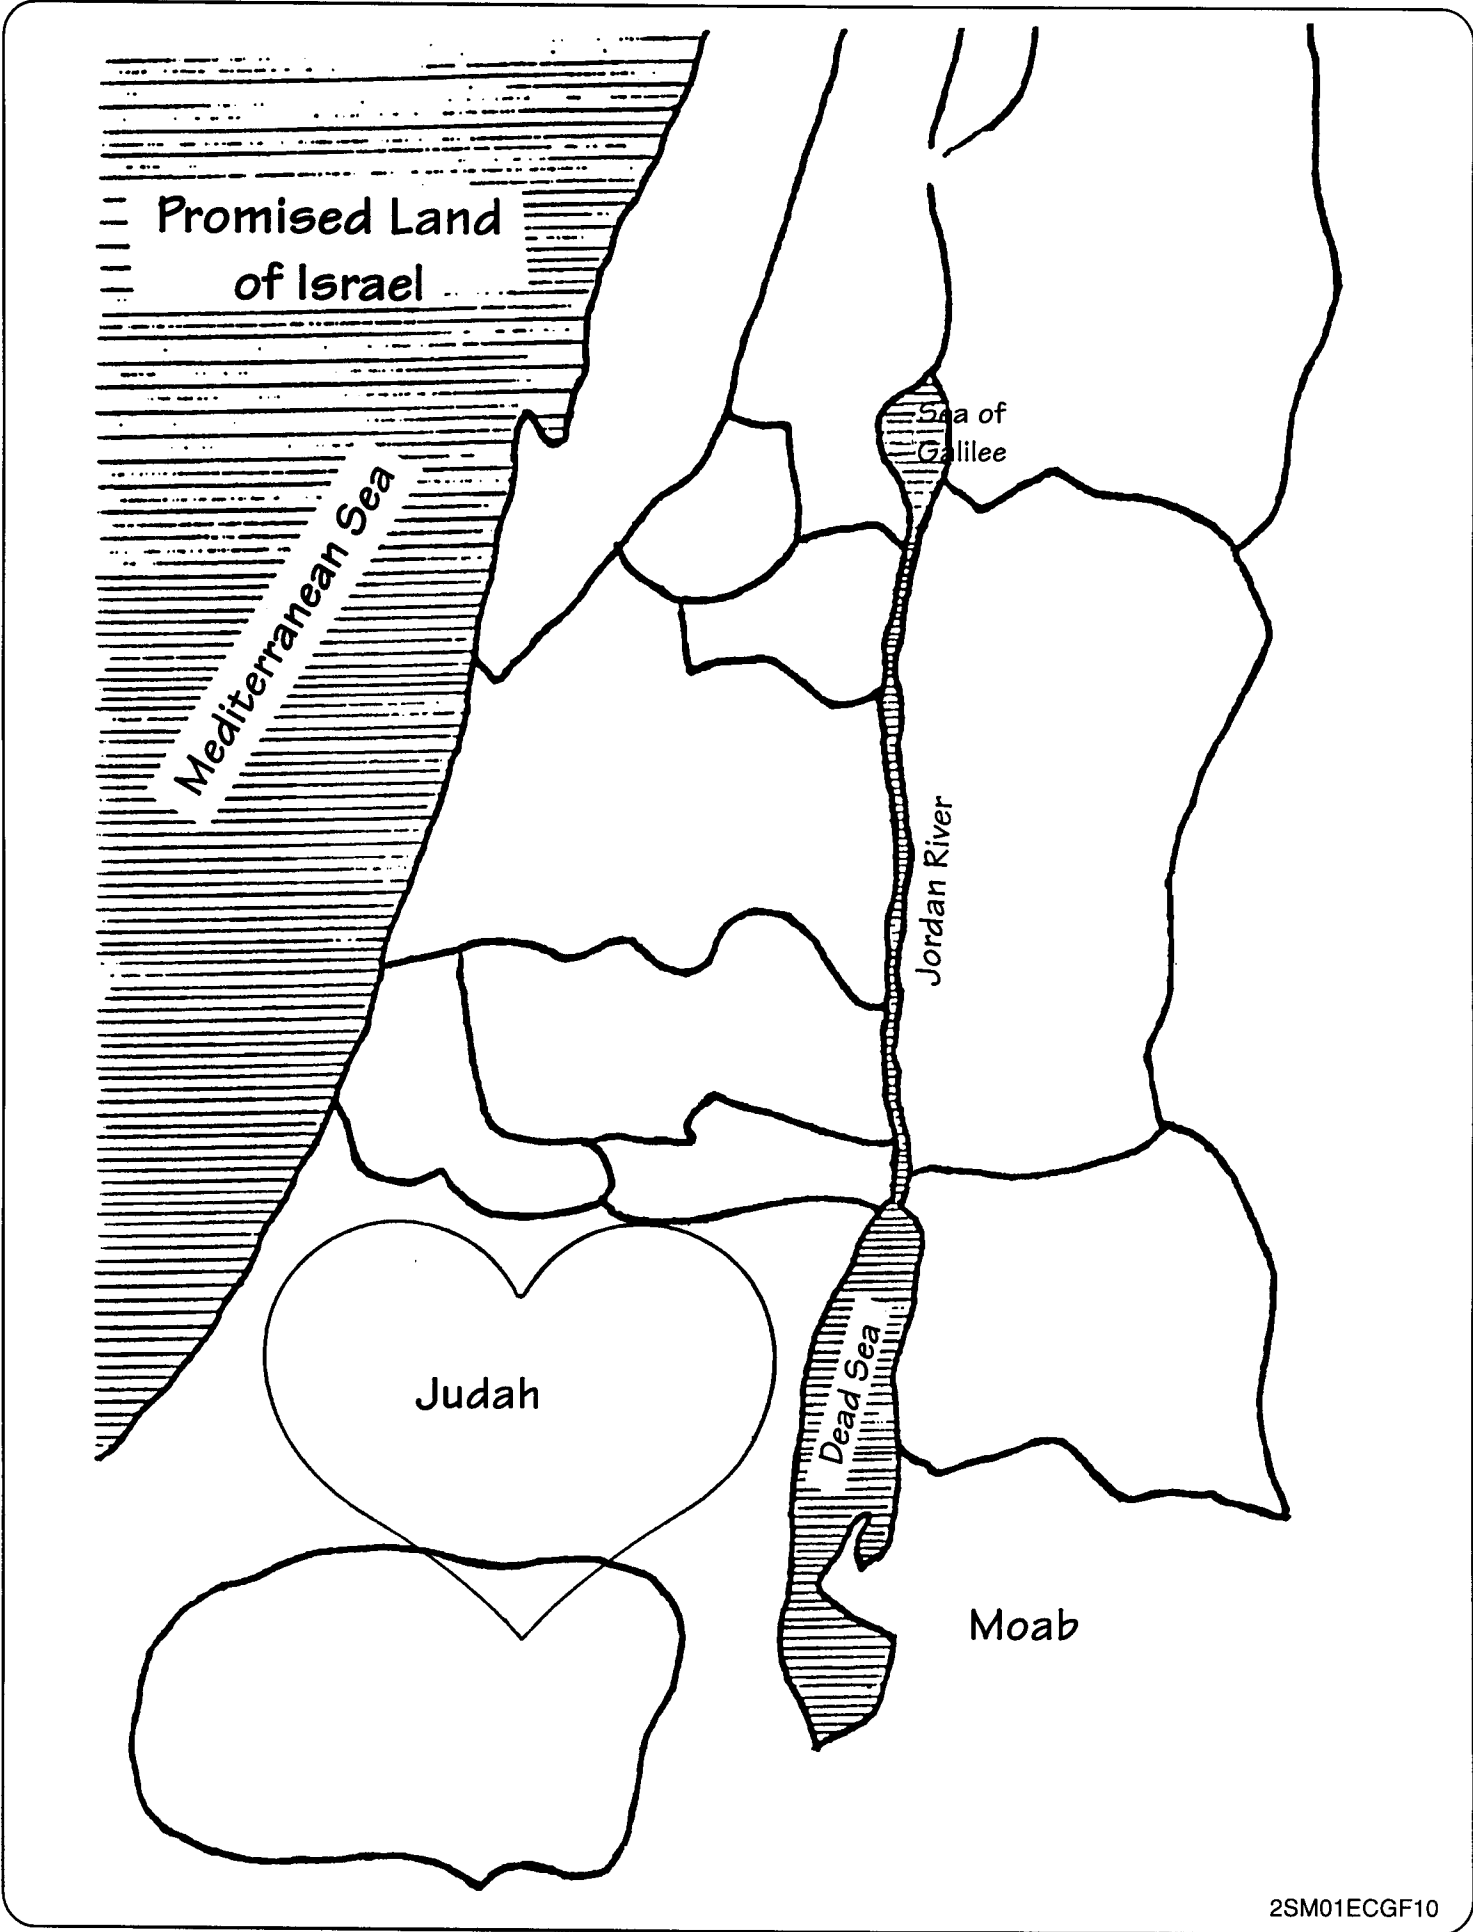 Promised Land
of Israel
Sea of
Galilee
Mediterranean Sea
Jordan River
Judah
Dead Sea
Moab
2SM01ECGF10